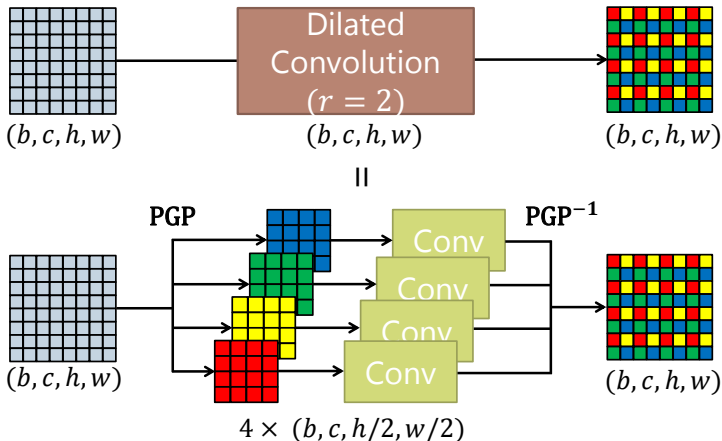 Dilated
Convolution
(r = 2)
(b, c, h, w)
(b, c, h, w)
(b, c, h, w)
=
PGP
PGP⁻¹
Conv
Conv
Conv
Conv
(b, c, h, w)
(b, c, h, w)
4 × (b, c, h/2, w/2)